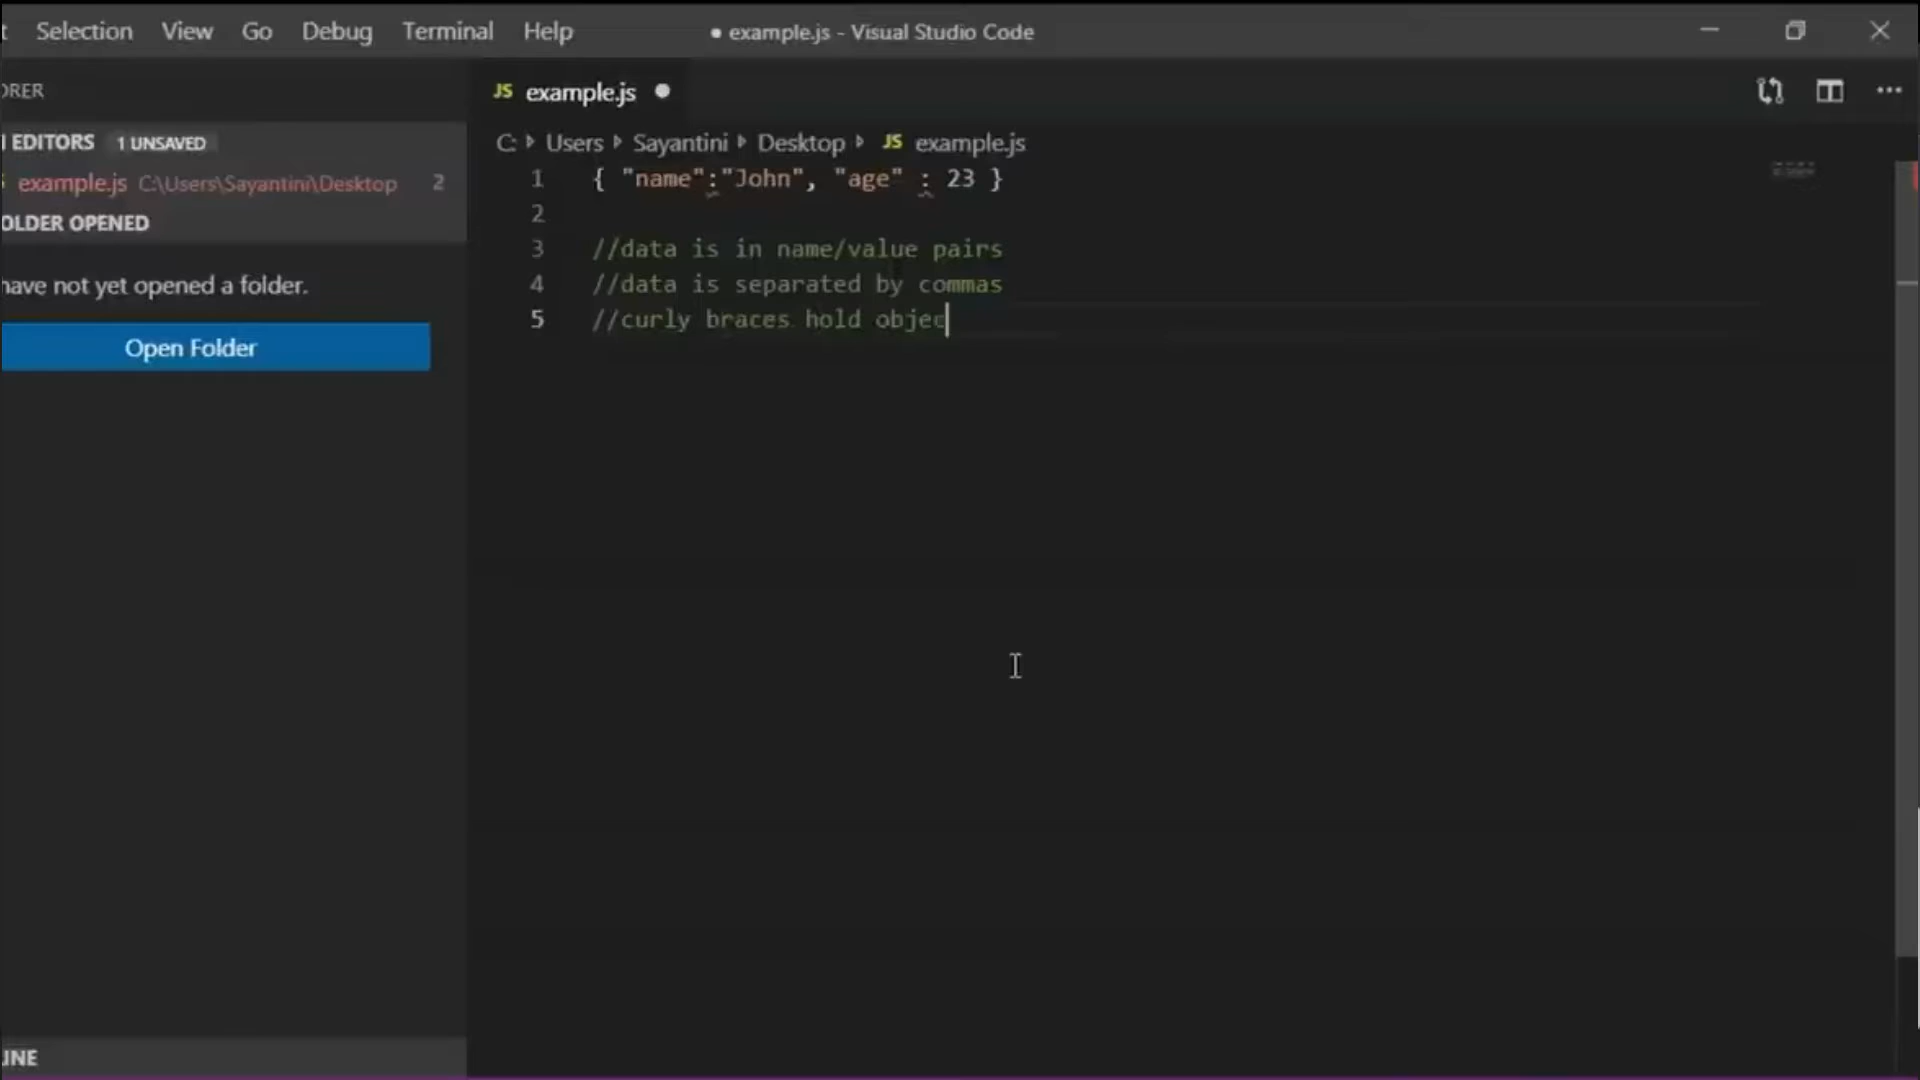 t Selection View Go Debug Terminal Help ● example.js - Visual Studio Code
ORER
JS example.js ●
I EDITORS 1 UNSAVED
C: Users Sayantini Desktop JS example.js
example.js C:\Users\Sayantini\Desktop 2
OLDER OPENED
have not yet opened a folder.
Open Folder
1 { "name":"John", "age" : 23 }
2
3 //data is in name/value pairs
4 //data is separated by commas
5 //curly braces hold objec
INE